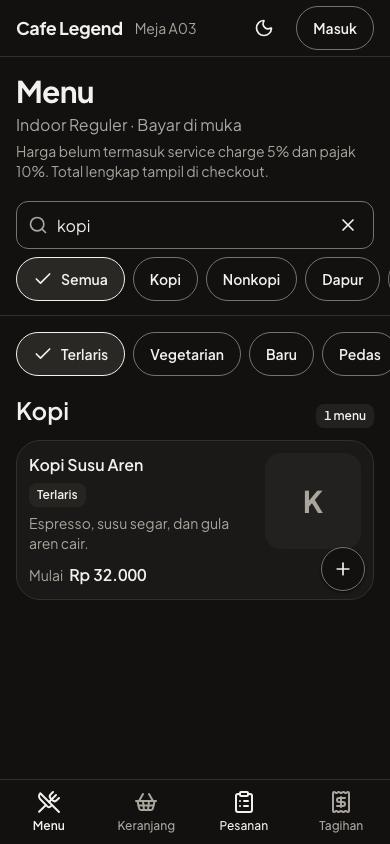 Cafe Legend Meja A03 Masuk
Menu
Indoor Reguler · Bayar di muka
Harga belum termasuk service charge 5% dan pajak
10%. Total lengkap tampil di checkout.
kopi
Semua Kopi Nonkopi Dapur
Terlaris Vegetarian Baru Pedas
Kopi 1 menu
Kopi Susu Aren
Terlaris
K
Espresso, susu segar, dan gula
aren cair.
Mulai Rp 32.000
Menu Keranjang Pesanan Tagihan